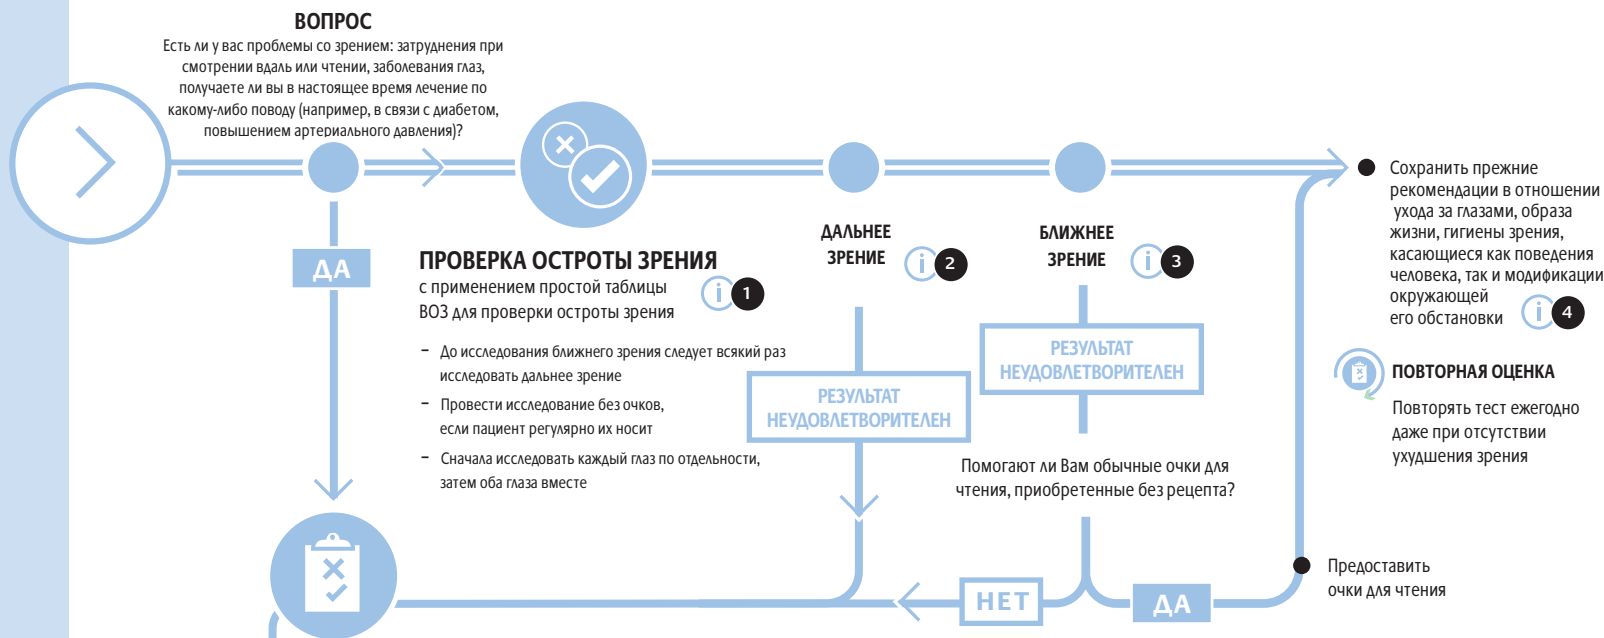 ВОПРОС
Есть ли у вас проблемы со зрением: затруднения при
смотрении вдаль или чтении, заболевания глаз,
получаете ли вы в настоящее время лечение по
какому-либо поводу (например, в связи с диабетом,
повышением артериального давления)?
ДА
ПРОВЕРКА ОСТРОТЫ ЗРЕНИЯ
с применением простой таблицы
ВОЗ для проверки остроты зрения
i 1
– До исследования ближнего зрения следует всякий раз
исследовать дальнее зрение
– Провести исследование без очков,
если пациент регулярно их носит
– Сначала исследовать каждый глаз по отдельности,
затем оба глаза вместе
ДАЛЬНЕЕ
ЗРЕНИЕ
i 2
РЕЗУЛЬТАТ
НЕУДОВЛЕТВОРИТЕЛЕН
БЛИЖНЕЕ
ЗРЕНИЕ
i 3
РЕЗУЛЬТАТ
НЕУДОВЛЕТВОРИТЕЛЕН
Помогают ли Вам обычные очки для
чтения, приобретенные без рецепта?
НЕТ
ДА
Сохранить прежние
рекомендации в отношении
ухода за глазами, образа
жизни, гигиены зрения,
касающиеся как поведения
человека, так и модификации
окружающей
его обстановки
i 4
ПОВТОРНАЯ ОЦЕНКА
Повторять тест ежегодно
даже при отсутствии
ухудшения зрения
Предоставить
очки для чтения